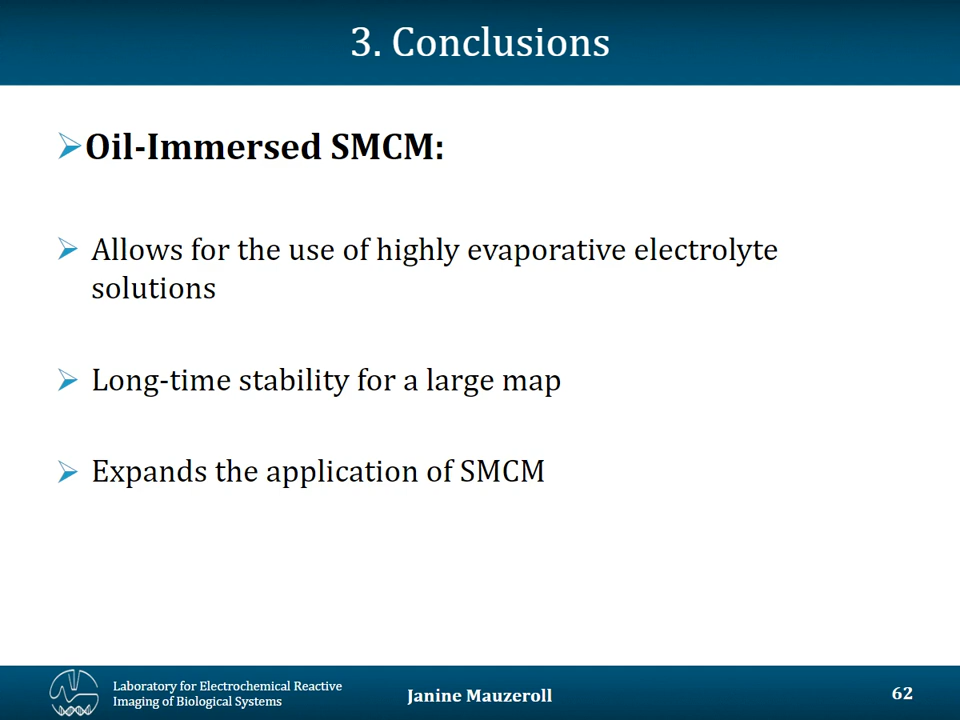 3. Conclusions
Oil-Immersed SMCM:
Allows for the use of highly evaporative electrolyte
solutions
Long-time stability for a large map
Expands the application of SMCM
Laboratory for Electrochemical Reactive
Imaging of Biological Systems
Janine Mauzeroll
62